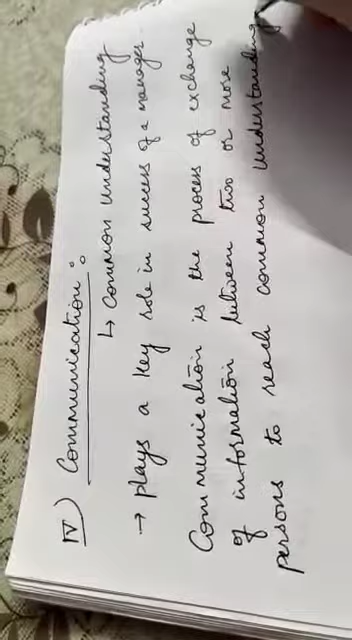 IV) Communication :
↳ Common understanding
→ plays a key role in success of a manager
Communication is the process of exchange
of information between two or more
persons to reach common understanding